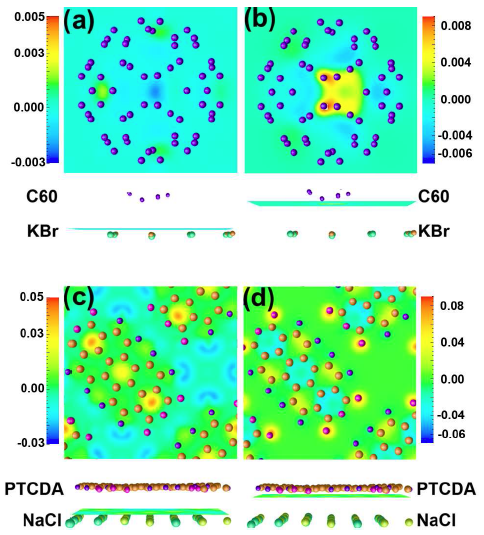 (a)
(b)
0.005
0.003
0.000
-0.003
0.008
0.004
0.000
-0.004
-0.006
C60
C60
KBr
KBr
(c)
(d)
0.05
0.03
0.00
-0.03
0.08
0.04
0.00
-0.04
-0.06
PTCDA
PTCDA
NaCl
NaCl